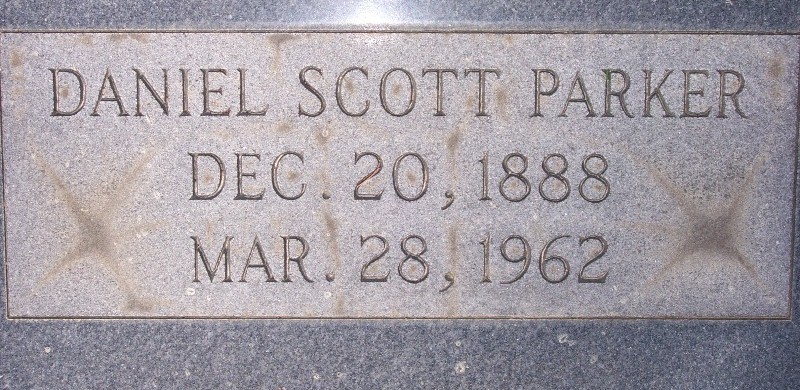 DANIEL SCOTT PARKER
DEC. 20, 1888
MAR. 28, 1962